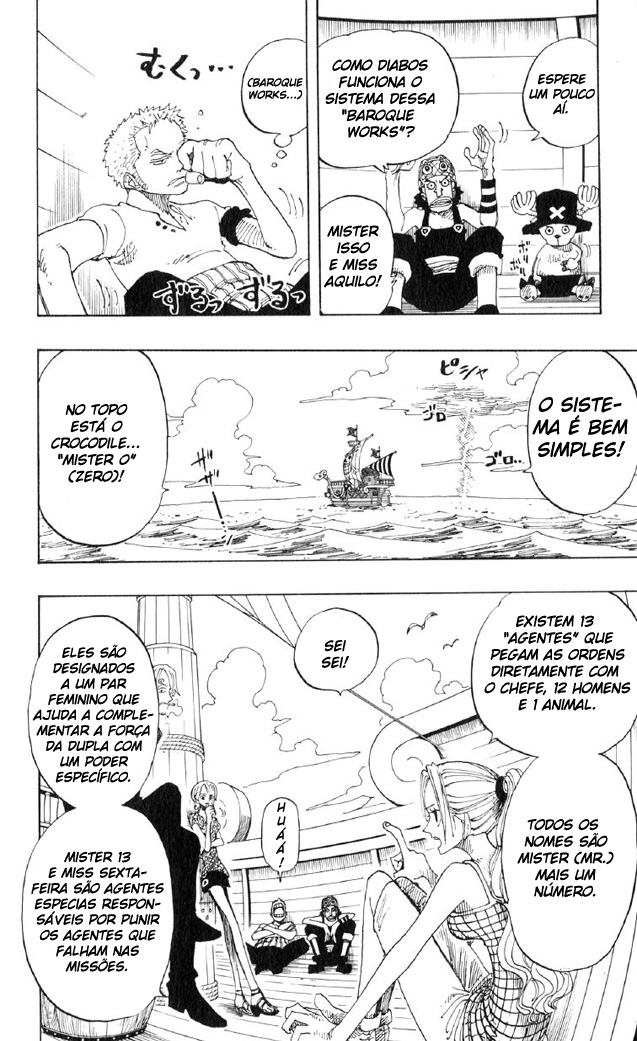 ESPERE
UM POUCO
AÍ.
COMO DIABOS
FUNCIONA O
SISTEMA DESSA
"BAROQUE
WORKS"?
MISTER
ISSO
E MISS
AQUILO!
(BAROQUE
WORKS...)
むくっ…
ずるっ
ずるっ
O SISTE-
MA É BEM
SIMPLES!
ピシャ
ゴロ
ゴロ…
ザザ
ザザ…
NO TOPO
ESTÁ O
CROCODILE...
"MISTER 0"
(ZERO)!
EXISTEM 13
"AGENTES" QUE
PEGAM AS ORDENS
DIRETAMENTE COM
O CHEFE, 12 HOMENS
E 1 ANIMAL.
SEI
SEI!
TODOS OS
NOMES SÃO
MISTER (MR.)
MAIS UM
NÚMERO.
ELES SÃO
DESIGNADOS
A UM PAR
FEMININO QUE
AJUDA A COMPLE-
MENTAR A FORÇA
DA DUPLA COM
UM PODER
ESPECÍFICO.
HUÁÁ!
MISTER 13
E MISS SEXTA-
FEIRA SÃO AGENTES
ESPECIAS RESPON-
SÁVEIS POR PUNIR
OS AGENTES QUE
FALHAM NAS
MISSÕES.